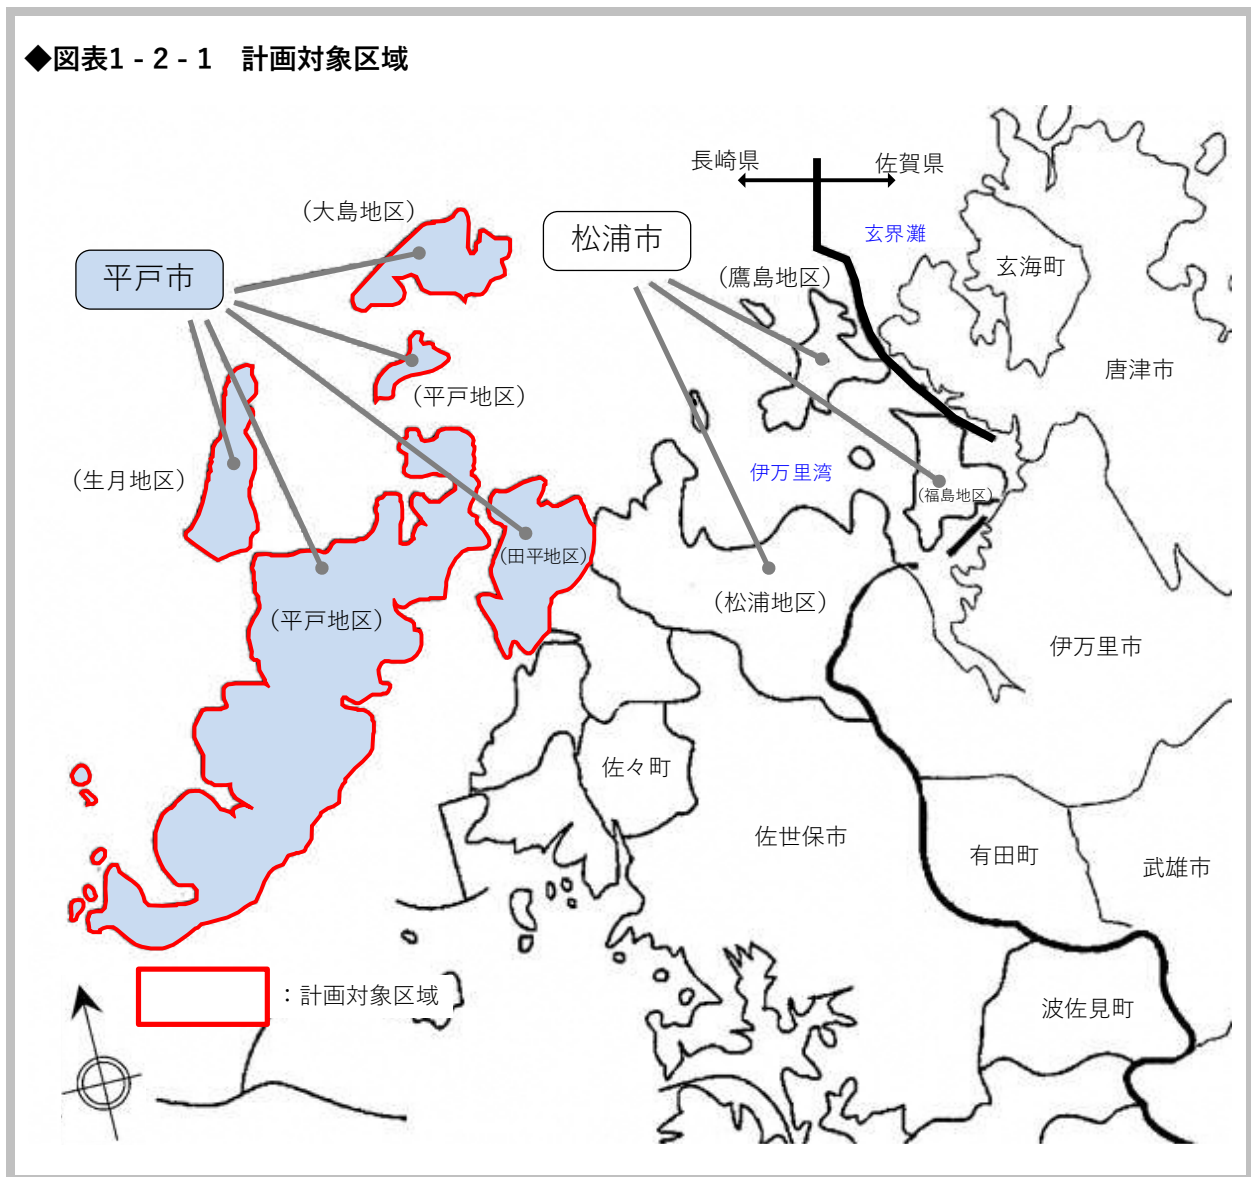 ◆図表1‐2‐1　計画対象区域
長崎県
佐賀県
(大島地区)
松浦市
玄界灘
平戸市
(鷹島地区)
玄海町
唐津市
(平戸地区)
(生月地区)
伊万里湾
(福島地区)
(田平地区)
(松浦地区)
(平戸地区)
伊万里市
佐々町
佐世保市
有田町
武雄市
：計画対象区域
波佐見町